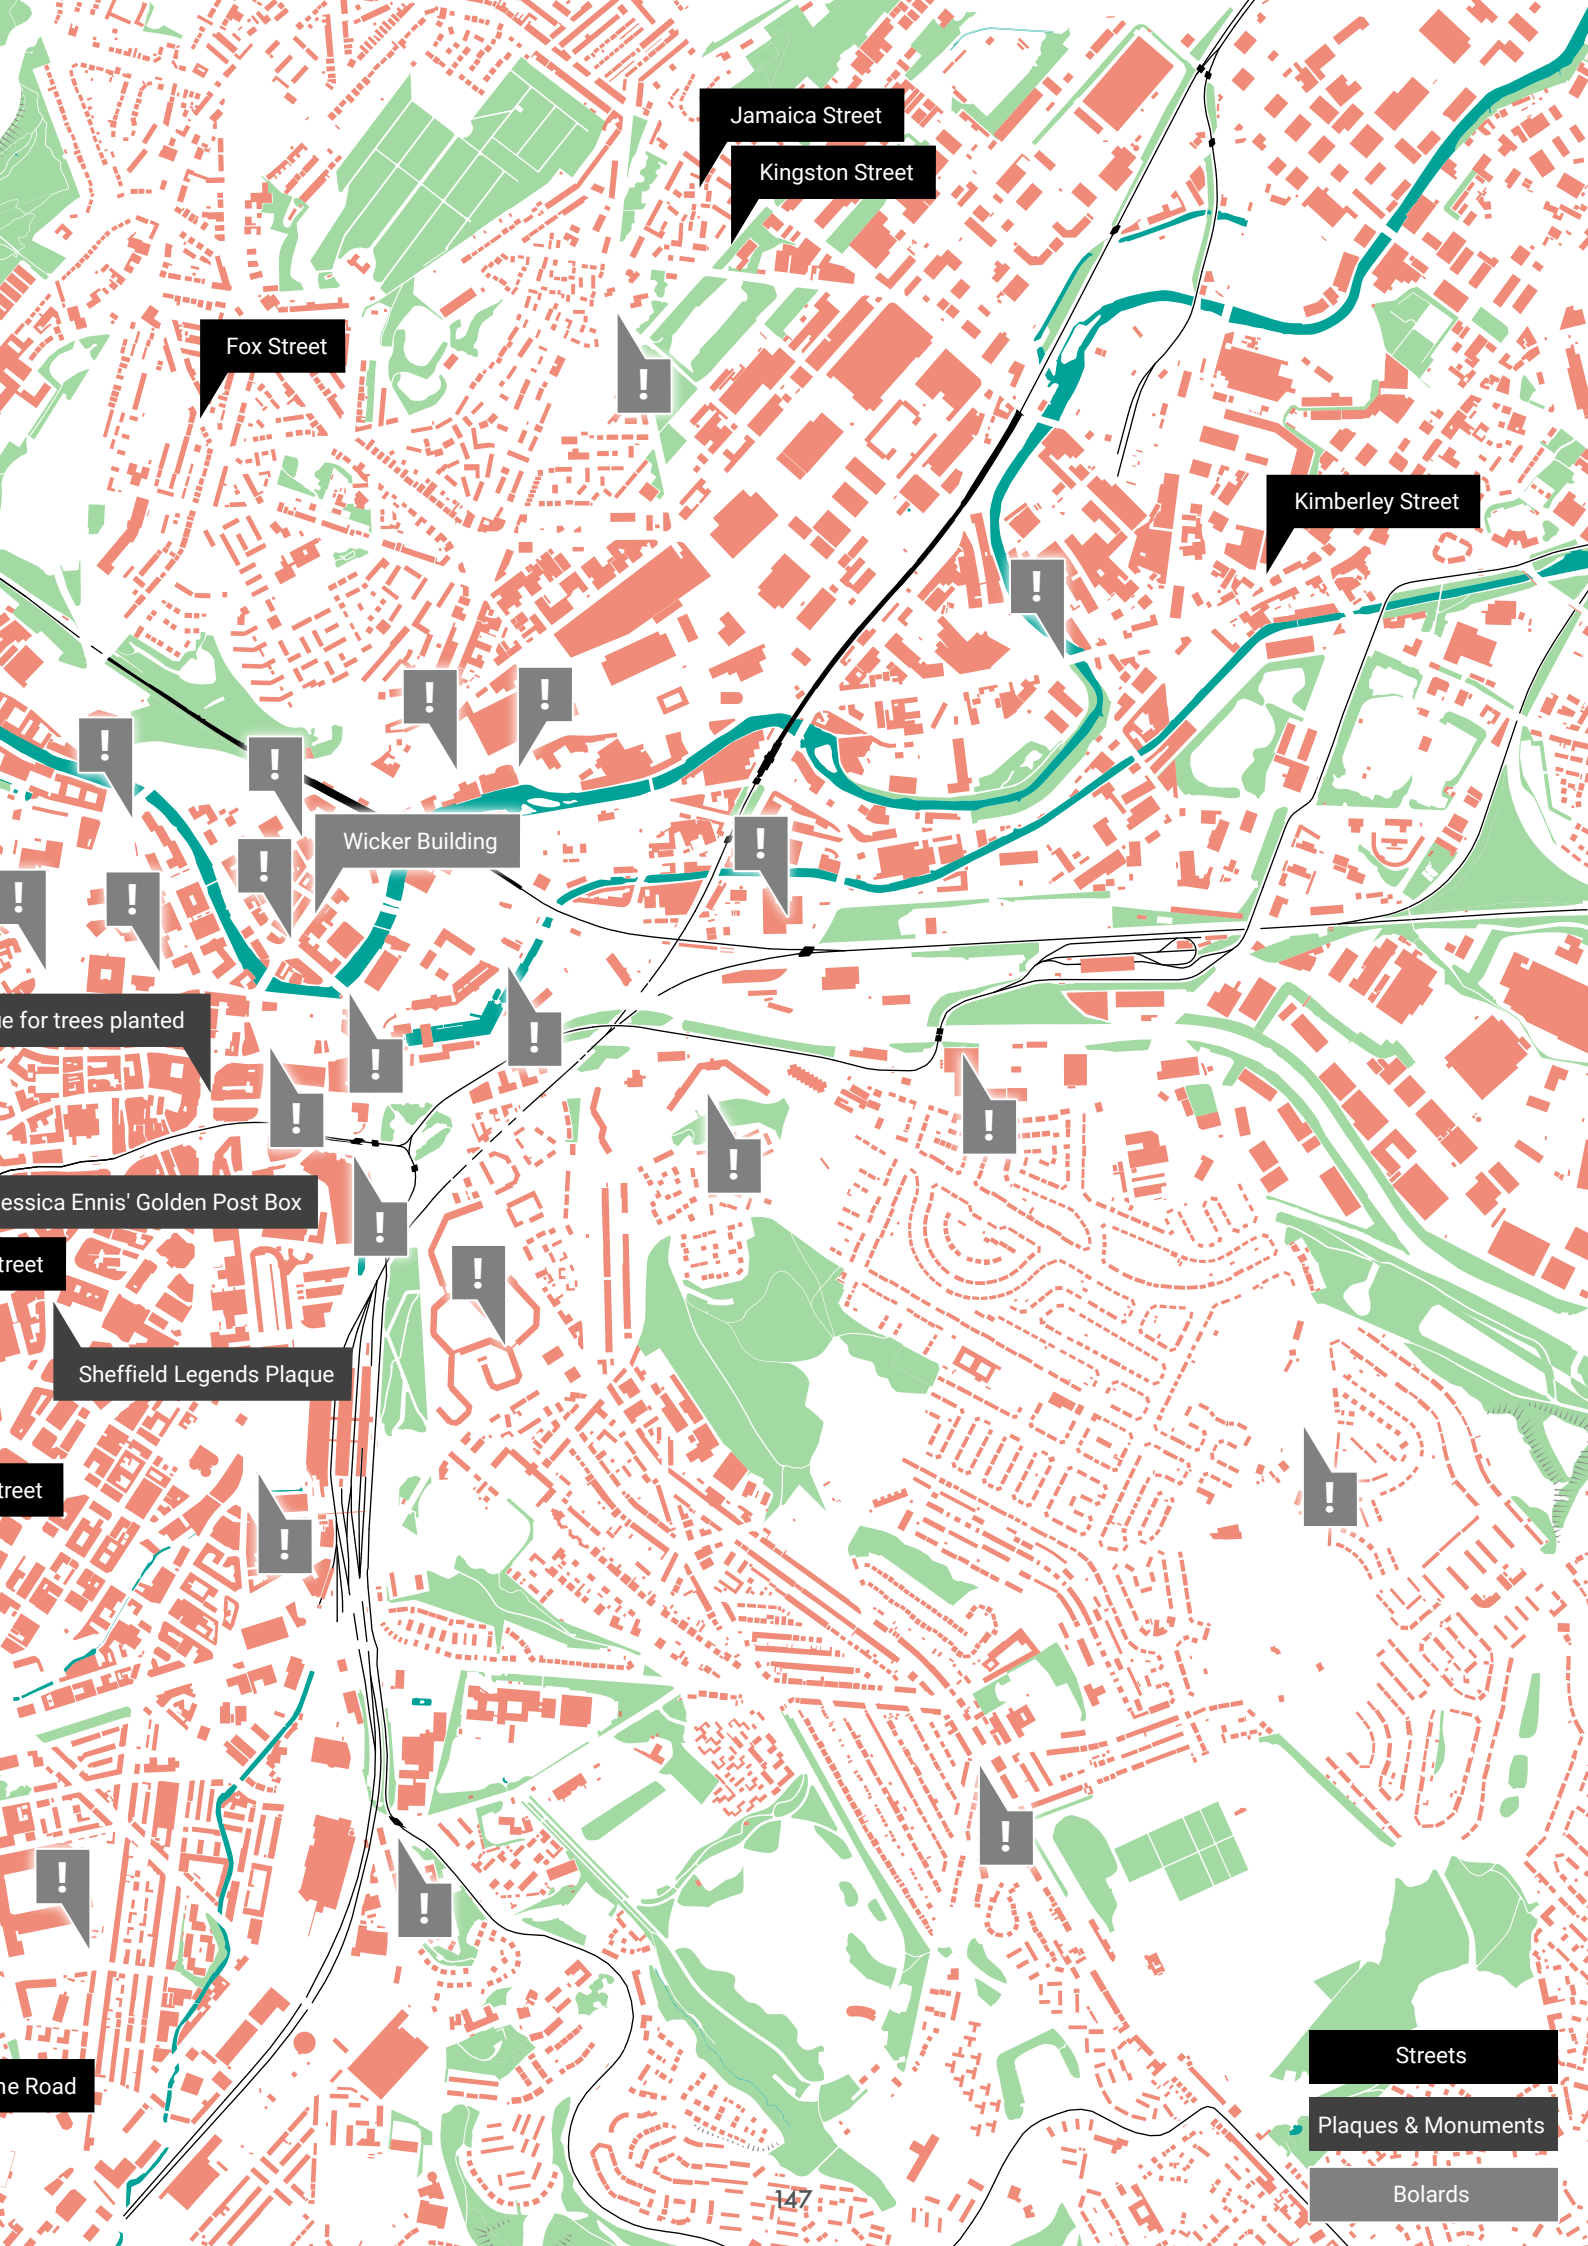 Jamaica Street
Kingston Street
Fox Street
!
Kimberley Street
!
!
!
!
!
Wicker Building
!
!
!
!
for trees planted
!
!
!
!
!
essica Ennis' Golden Post Box
!
treet
!
Sheffield Legends Plaque
treet
!
!
!
!
!
Road
Streets
Plaques & Monuments
Bolards
147